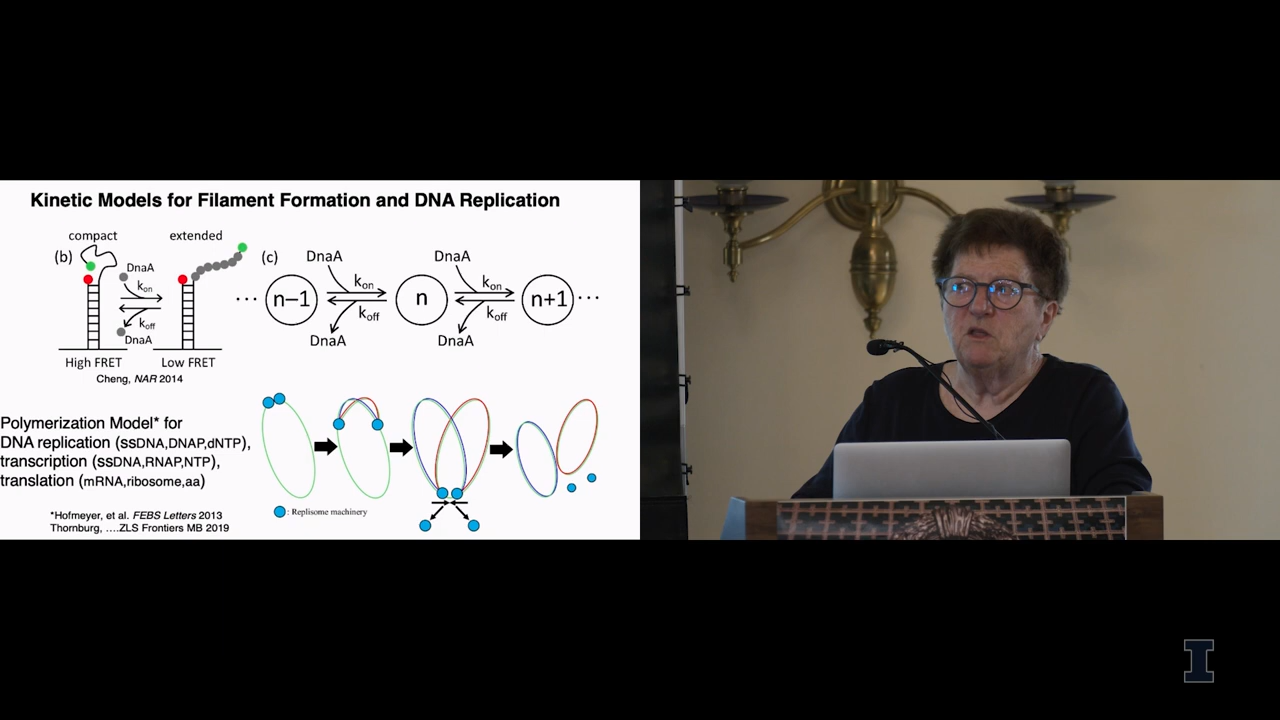 Kinetic Models for Filament Formation and DNA Replication
compact
extended
(b)
DnaA
kon
koff
DnaA
High FRET
Low FRET
Cheng, NAR 2014
(c)
DnaA
DnaA
kon
kon
··· n−1
n
n+1 ···
koff
koff
DnaA
DnaA
Polymerization Model* for
DNA replication (ssDNA,DNAP,dNTP),
transcription (ssDNA,RNAP,NTP),
translation (mRNA,ribosome,aa)
*Hofmeyer, et al. FEBS Letters 2013
Thornburg, ....ZLS Frontiers MB 2019
: Replisome machinery
I